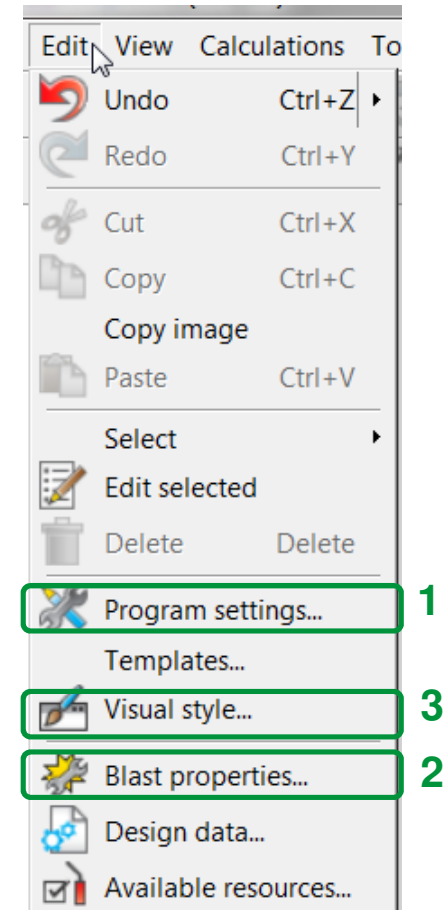 Edit View Calculations To
Undo Ctrl+Z
Redo Ctrl+Y
Cut Ctrl+X
Copy Ctrl+C
Copy image
Paste Ctrl+V
Select
Edit selected
Delete Delete
Program settings... 1
Templates...
Visual style... 3
Blast properties... 2
Design data...
Available resources...